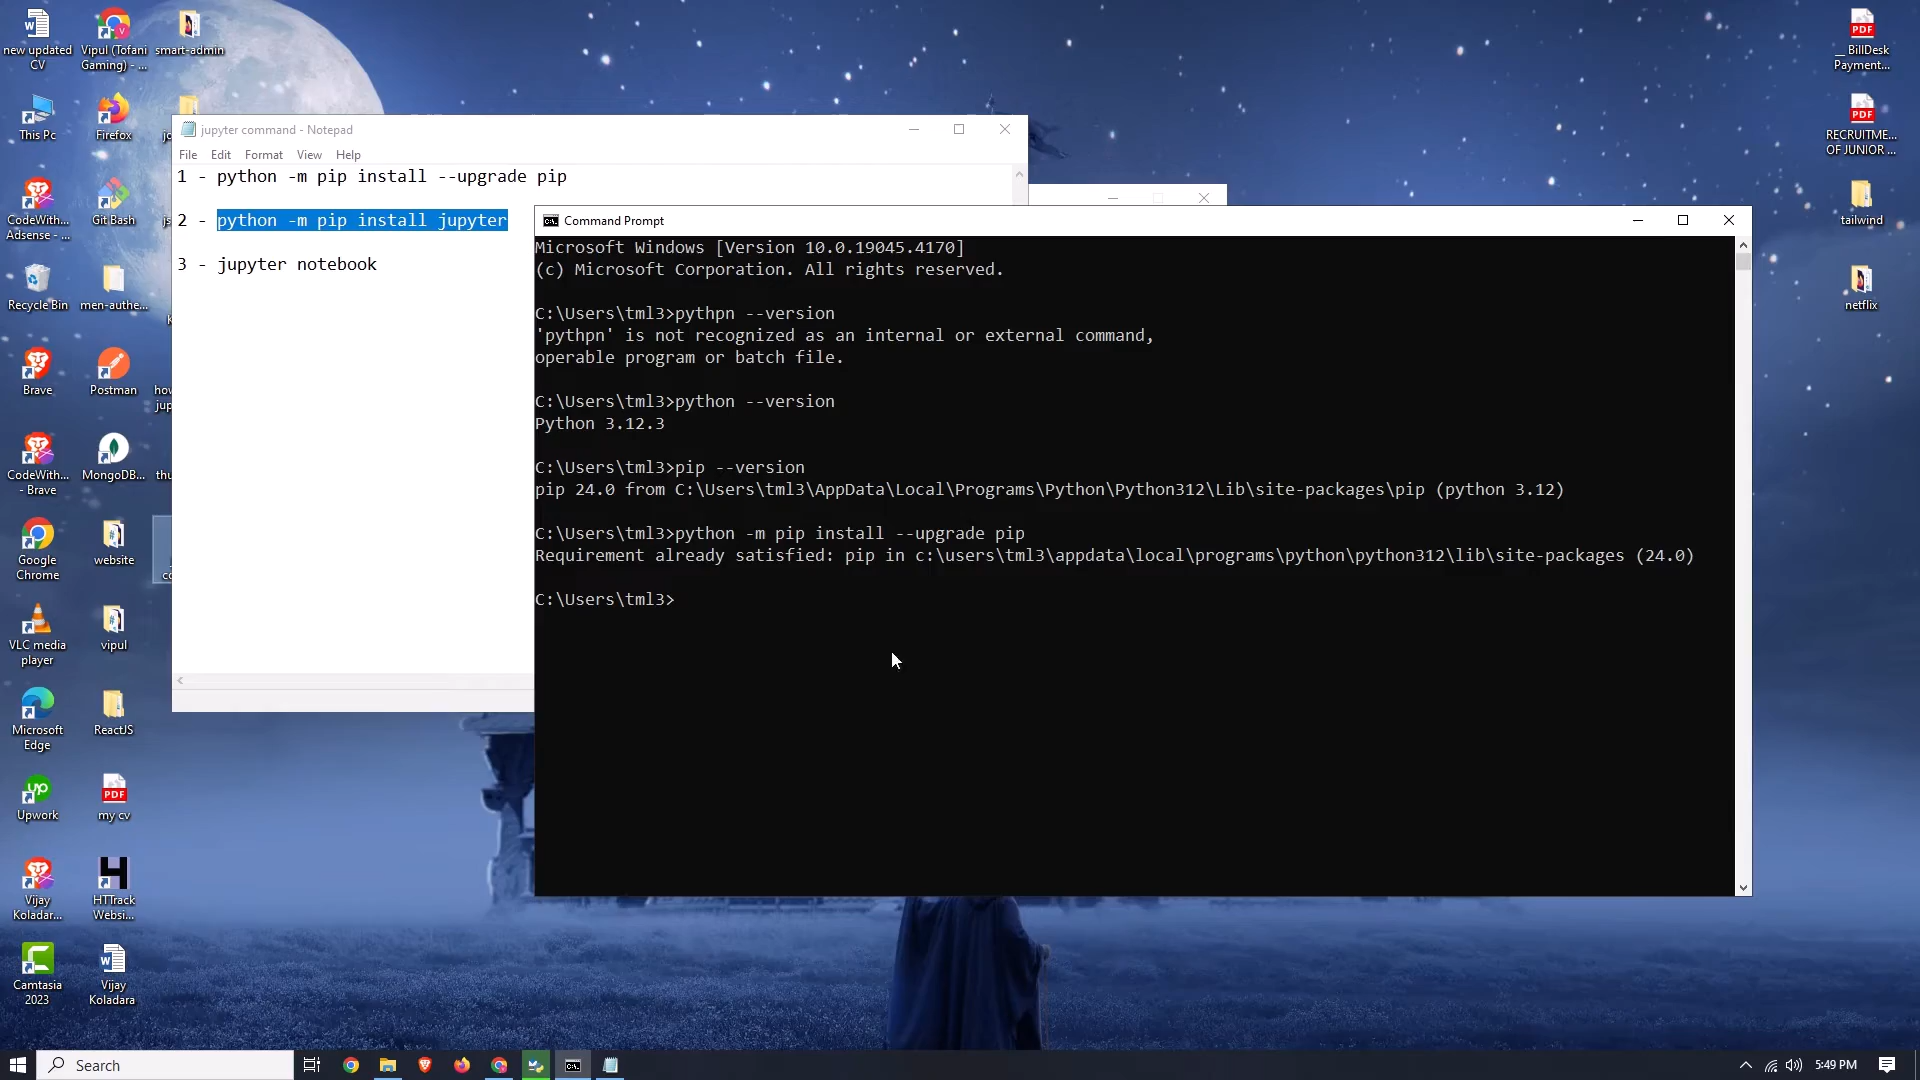 new updated
CV
Vipul (Tofani
Gaming) - ...
smart-admin
__ BillDesk
Payment...
This Pc
Firefox
RECRUITME...
OF JUNIOR ...
CodeWith...
Adsense - ...
Git Bash
tailwind
Recycle Bin
men-authe...
netflix
Brave
Postman
CodeWith...
- Brave
MongoDB...
Google
Chrome
website
VLC media
player
vipul
Microsoft
Edge
ReactJS
Upwork
my cv
Vijay
Koladar...
HTTrack
Websi...
Camtasia
2023
Vijay
Koladara
jupyter command - Notepad
File Edit Format View Help
1 - python -m pip install --upgrade pip
2 - python -m pip install jupyter
3 - jupyter notebook
Command Prompt
Microsoft Windows [Version 10.0.19045.4170]
(c) Microsoft Corporation. All rights reserved.
C:\Users\tml3>pythpn --version
'pythpn' is not recognized as an internal or external command,
operable program or batch file.
C:\Users\tml3>python --version
Python 3.12.3
C:\Users\tml3>pip --version
pip 24.0 from C:\Users\tml3\AppData\Local\Programs\Python\Python312\Lib\site-packages\pip (python 3.12)
C:\Users\tml3>python -m pip install --upgrade pip
Requirement already satisfied: pip in c:\users\tml3\appdata\local\programs\python\python312\lib\site-packages (24.0)
C:\Users\tml3>
Search
5:49 PM